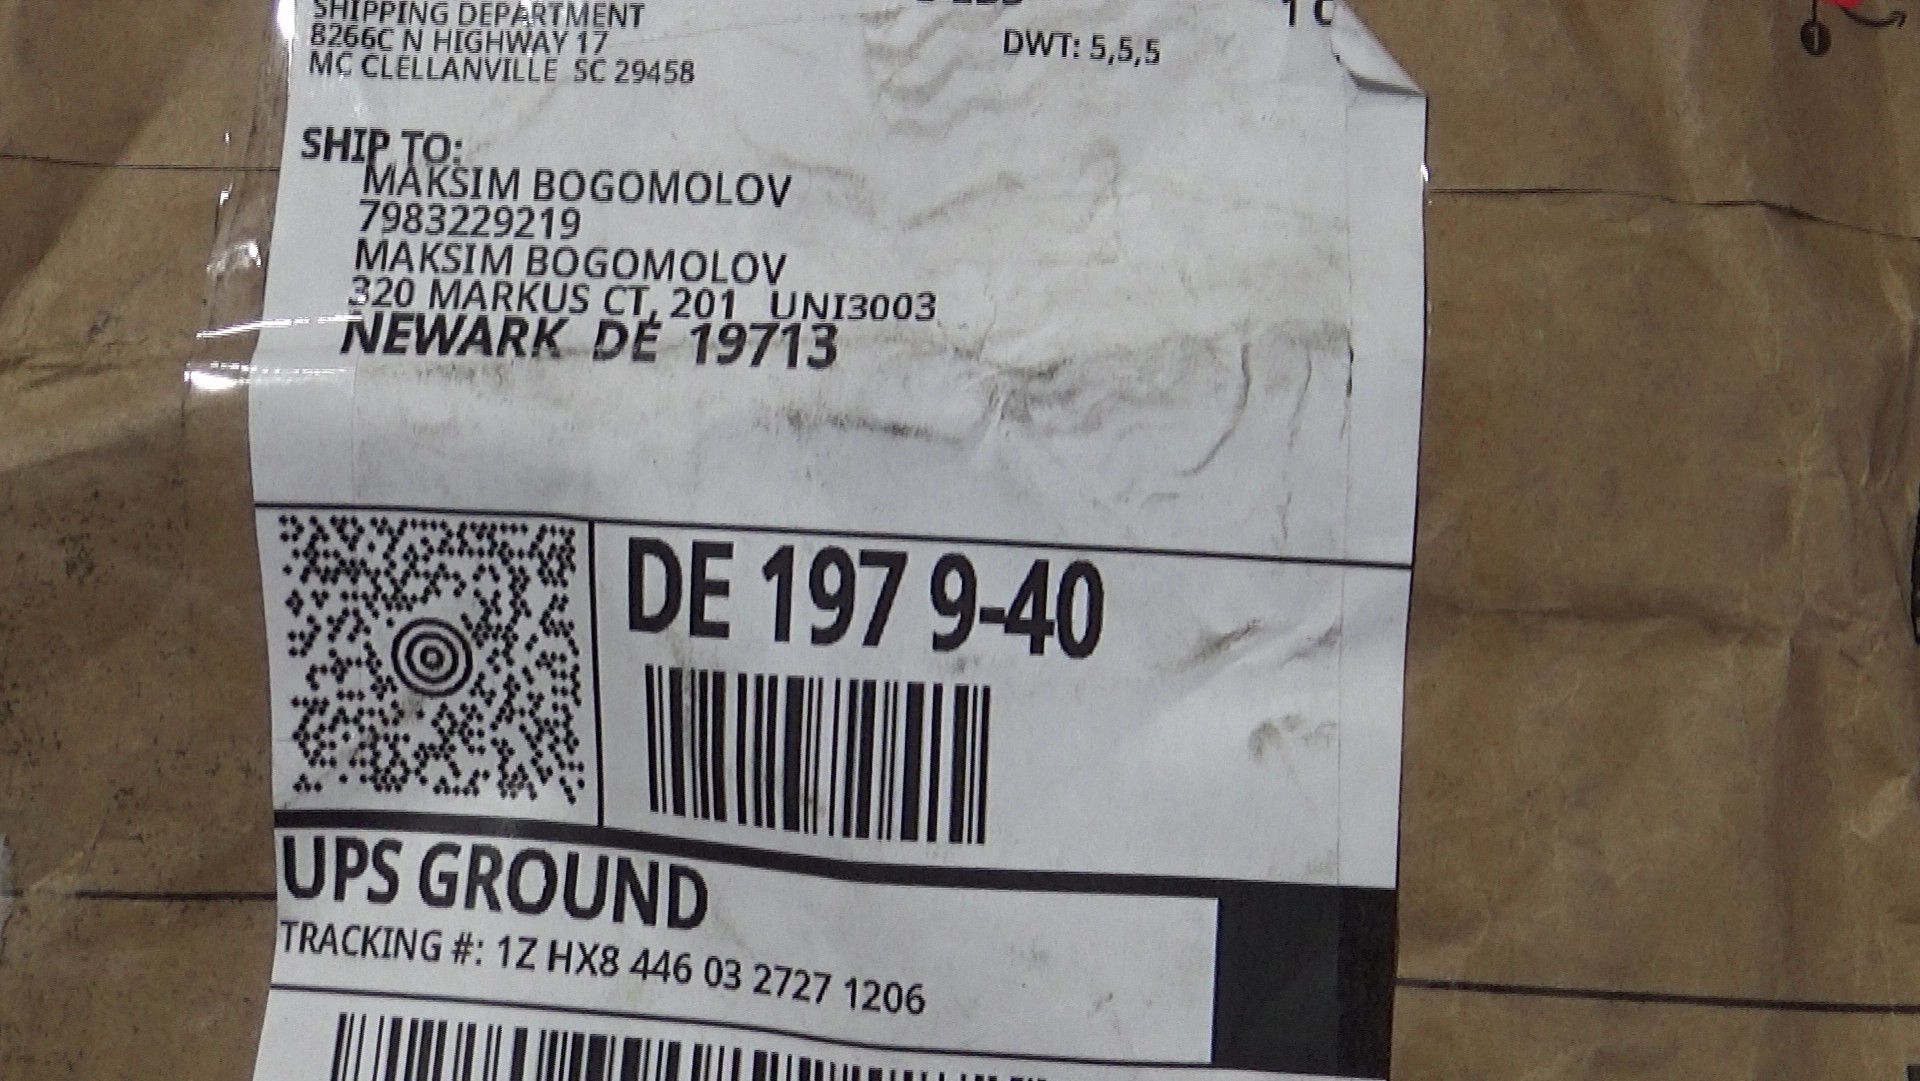 SHIPPING DEPARTMENT
8266C N HIGHWAY 17
MC CLELLANVILLE SC 29458
DWT: 5,5,5
SHIP TO:
MAKSIM BOGOMOLOV
7983229219
MAKSIM BOGOMOLOV
320 MARKUS CT, 201 UNI3003
NEWARK DE 19713
DE 197 9-40
UPS GROUND
TRACKING #: 1Z HX8 446 03 2727 1206